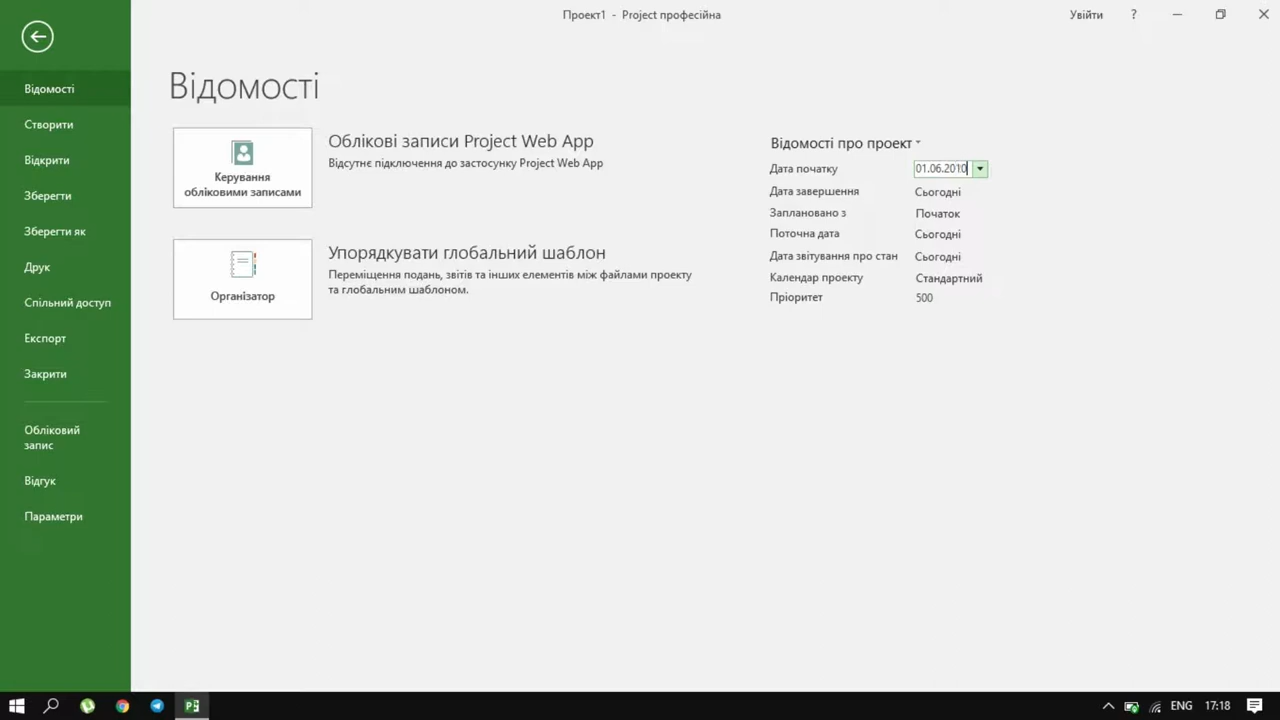 Проект1 - Project професійна
Увійти
?
Відомості
Створити
Відкрити
Зберегти
Зберегти як
Друк
Спільний доступ
Експорт
Закрити
Обліковий
запис
Відгук
Параметри
Відомості
Керування
обліковими записами
Облікові записи Project Web App
Відсутнє підключення до застосунку Project Web App
Організатор
Упорядкувати глобальний шаблон
Переміщення подань, звітів та інших елементів між файлами проекту
та глобальним шаблоном.
Відомості про проект
Дата початку 01.06.2010
Дата завершення Сьогодні
Заплановано з Початок
Поточна дата Сьогодні
Дата звітування про стан Сьогодні
Календар проекту Стандартний
Пріоритет 500
ENG 17:18